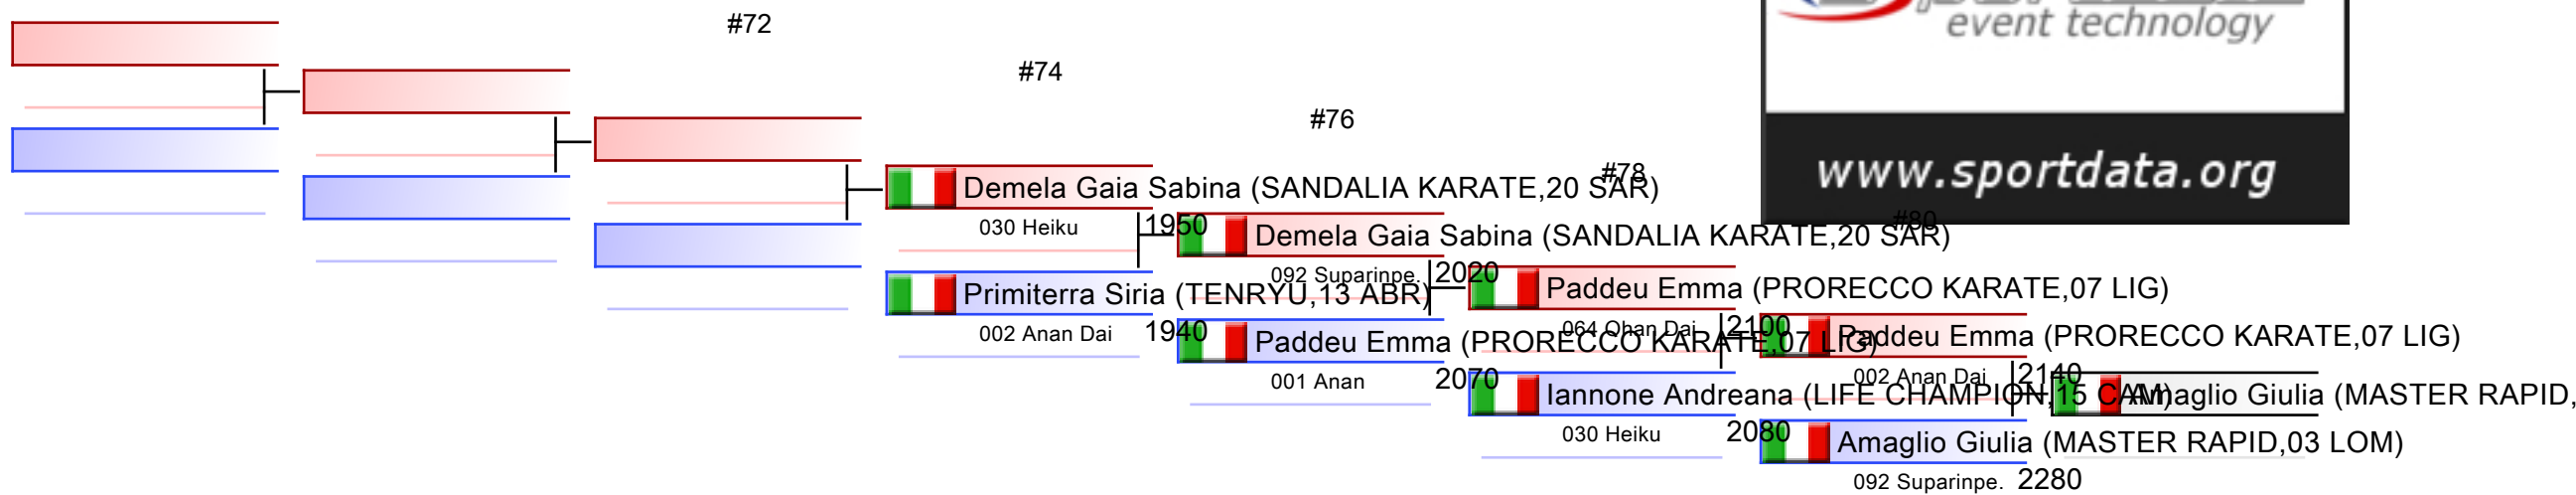 event technology
www.sportdata.org
#72
#74
#76
#78
#80
Demela Gaia Sabina (SANDALIA KARATE,20 SAR)
030 Heiku 1950
Primiterra Siria (TENRYU,13 ABR)
002 Anan Dai 1940
Demela Gaia Sabina (SANDALIA KARATE,20 SAR)
092 Suparinpe. 2020
Paddeu Emma (PRORECCO KARATE,07 LIG)
001 Anan 2070
Paddeu Emma (PRORECCO KARATE,07 LIG)
064 Ohan Dai 2100
Iannone Andreana (LIFE CHAMPION,15 CAM)
030 Heiku 2080
Paddeu Emma (PRORECCO KARATE,07 LIG)
002 Anan Dai 2140
Amaglio Giulia (MASTER RAPID,03 LOM)
092 Suparinpe. 2280
Amaglio Giulia (MASTER RAPID,